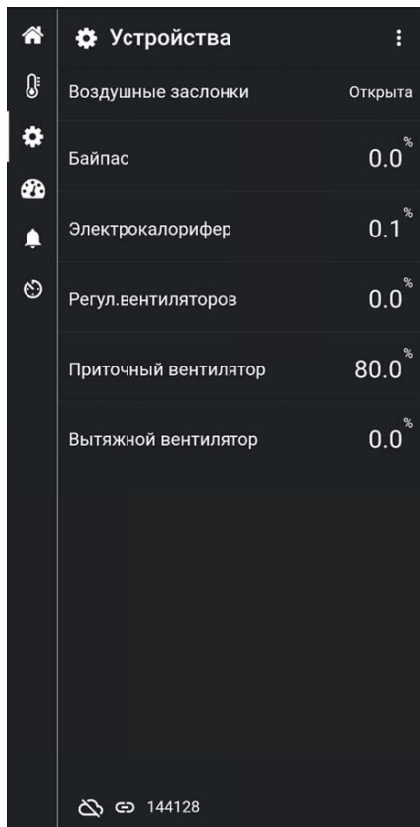 Устройства
Воздушные заслонки Открыта
Байпас 0.0 %
Электрокалорифер 0.1 %
Регул.вентиляторов 0.0 %
Приточный вентилятор 80.0 %
Вытяжной вентилятор 0.0 %
144128